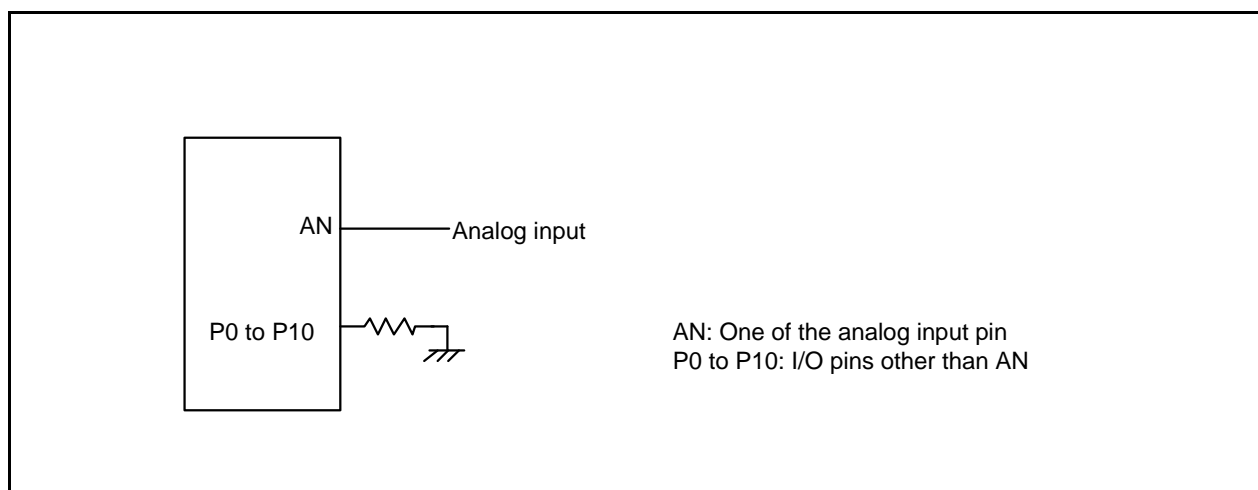 AN
Analog input
P0 to P10
AN: One of the analog input pin
P0 to P10: I/O pins other than AN